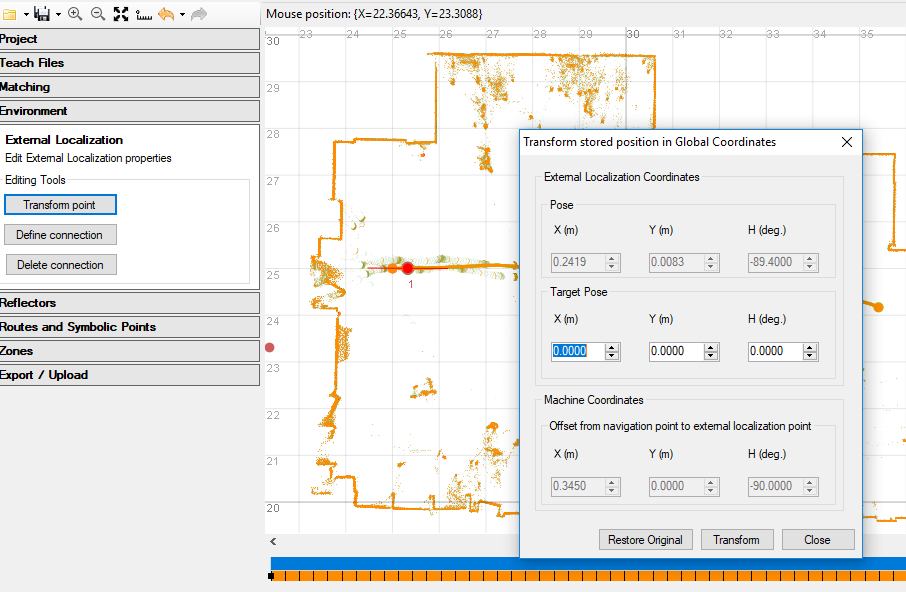 Mouse position: {X=22.36643, Y=23.3088}
Project
Teach Files
Matching
Environment
External Localization
Edit External Localization properties
Editing Tools
Transform point
Define connection
Delete connection
Reflectors
Routes and Symbolic Points
Zones
Export / Upload
30 23 24 25 26 27 28 29 30 31 32 33 34 35
29
28
27
26
25
24
23
22
21
20
1
Transform stored position in Global Coordinates
External Localization Coordinates
Pose
X (m) Y (m) H (deg.)
0.2419 0.0083 -89.4000
Target Pose
X (m) Y (m) H (deg.)
0.0000 0.0000 0.0000
Machine Coordinates
Offset from navigation point to external localization point
X (m) Y (m) H (deg.)
0.3450 0.0000 -90.0000
Restore Original Transform Close